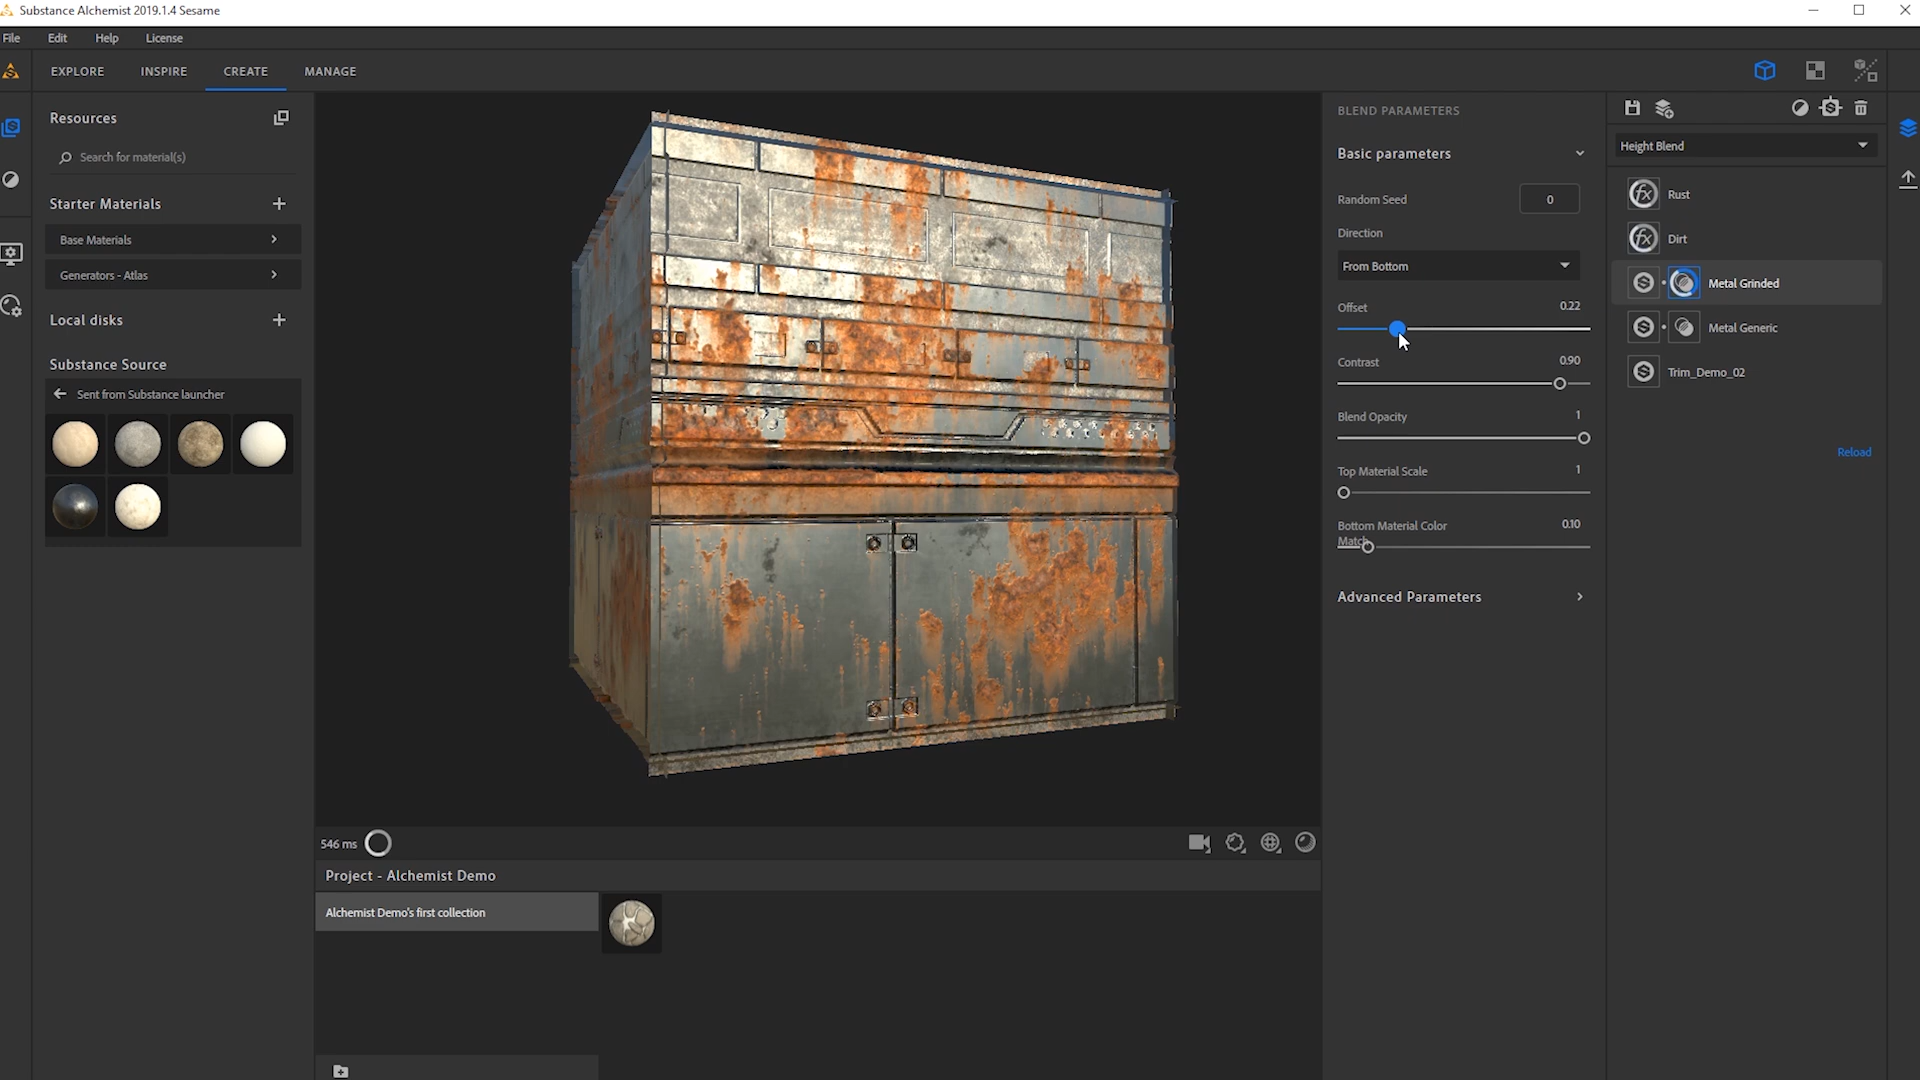 Substance Alchemist 2019.1.4 Sesame
File Edit Help License
EXPLORE INSPIRE CREATE MANAGE
Resources
Search for material(s)
Starter Materials
Base Materials
Generators - Atlas
Local disks
Substance Source
Sent from Substance launcher
546 ms
Project - Alchemist Demo
Alchemist Demo's first collection
BLEND PARAMETERS
Basic parameters
Random Seed 0
Direction
From Bottom
Offset 0.22
Contrast 0.90
Blend Opacity 1
Top Material Scale 1
Bottom Material Color 0.10
Match
Advanced Parameters
Height Blend
fx Rust
fx Dirt
Metal Grinded
Metal Generic
Trim_Demo_02
Reload